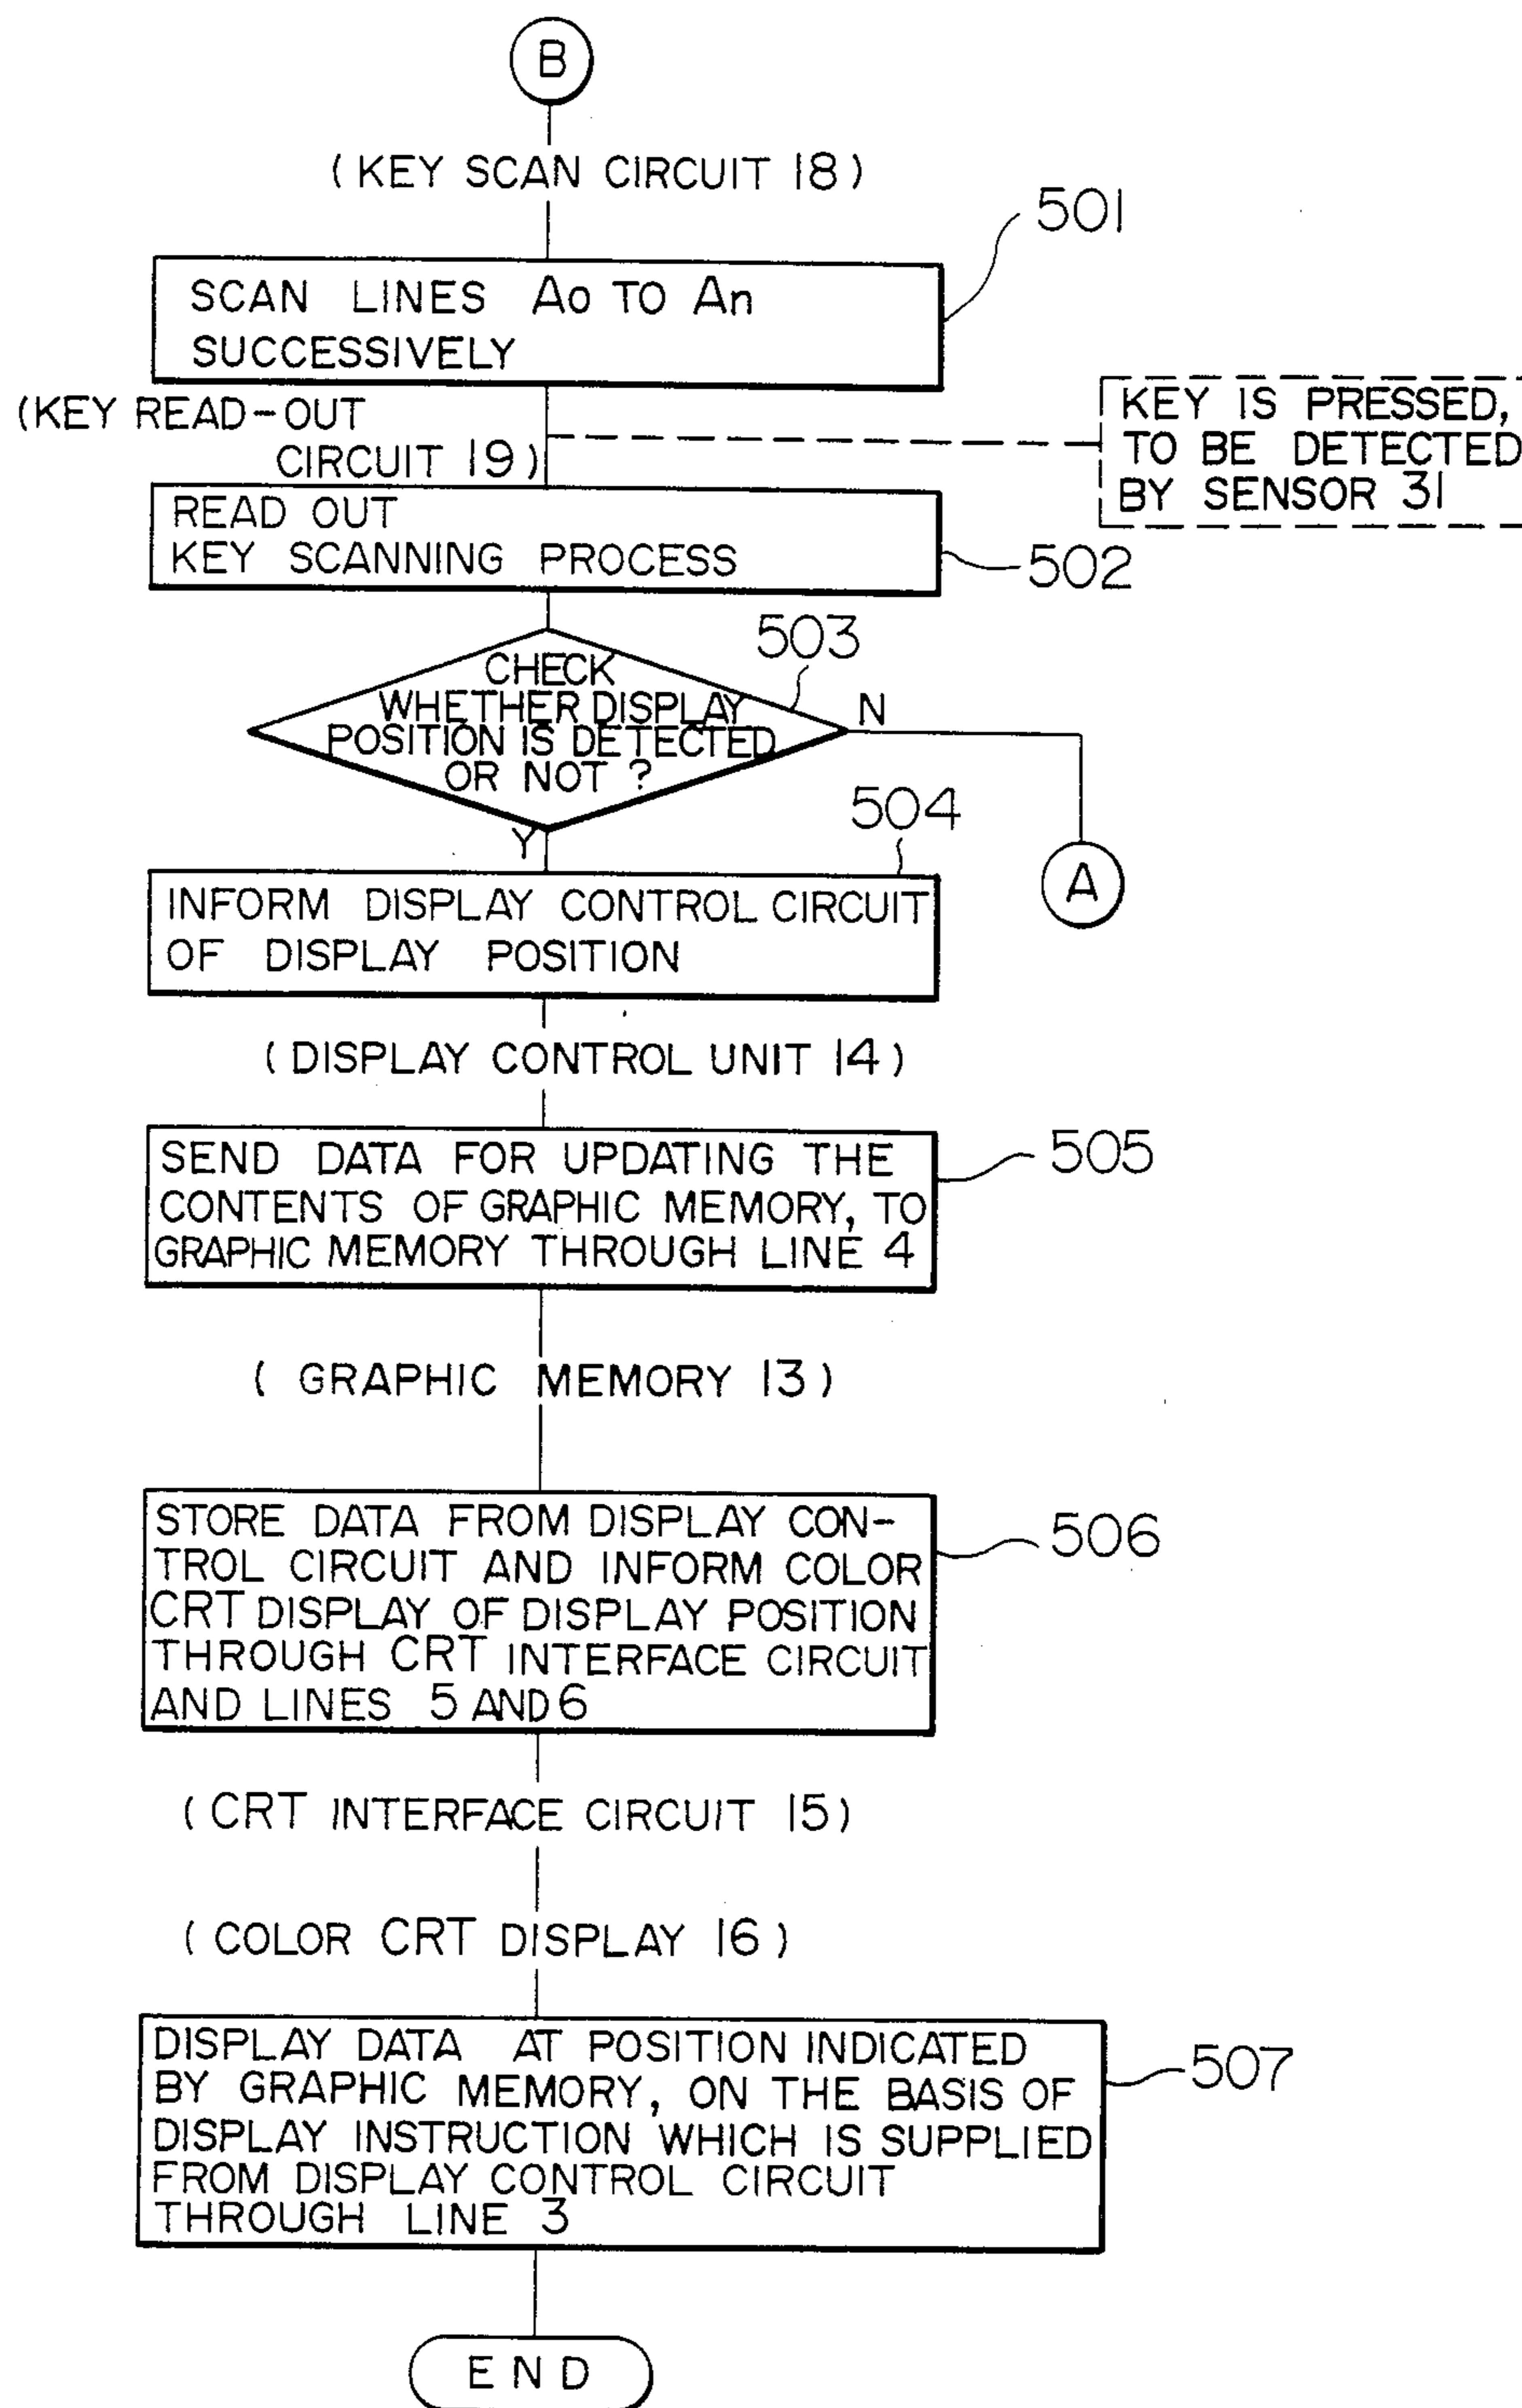 B
( KEY SCAN CIRCUIT 18 )
501
SCAN LINES Ao TO An
SUCCESSIVELY
(KEY READ-OUT
CIRCUIT 19)
KEY IS PRESSED,
TO BE DETECTED
BY SENSOR 31
READ OUT
KEY SCANNING PROCESS
502
503
CHECK
WHETHER DISPLAY
POSITION IS DETECTED
OR NOT ?
N
Y
504
A
INFORM DISPLAY CONTROL CIRCUIT
OF DISPLAY POSITION
( DISPLAY CONTROL UNIT 14 )
SEND DATA FOR UPDATING THE
CONTENTS OF GRAPHIC MEMORY, TO
GRAPHIC MEMORY THROUGH LINE 4
505
( GRAPHIC MEMORY 13 )
STORE DATA FROM DISPLAY CON-
TROL CIRCUIT AND INFORM COLOR
CRT DISPLAY OF DISPLAY POSITION
THROUGH CRT INTERFACE CIRCUIT
AND LINES 5 AND 6
506
( CRT INTERFACE CIRCUIT 15 )
( COLOR CRT DISPLAY 16 )
DISPLAY DATA AT POSITION INDICATED
BY GRAPHIC MEMORY, ON THE BASIS OF
DISPLAY INSTRUCTION WHICH IS SUPPLIED
FROM DISPLAY CONTROL CIRCUIT
THROUGH LINE 3
507
END